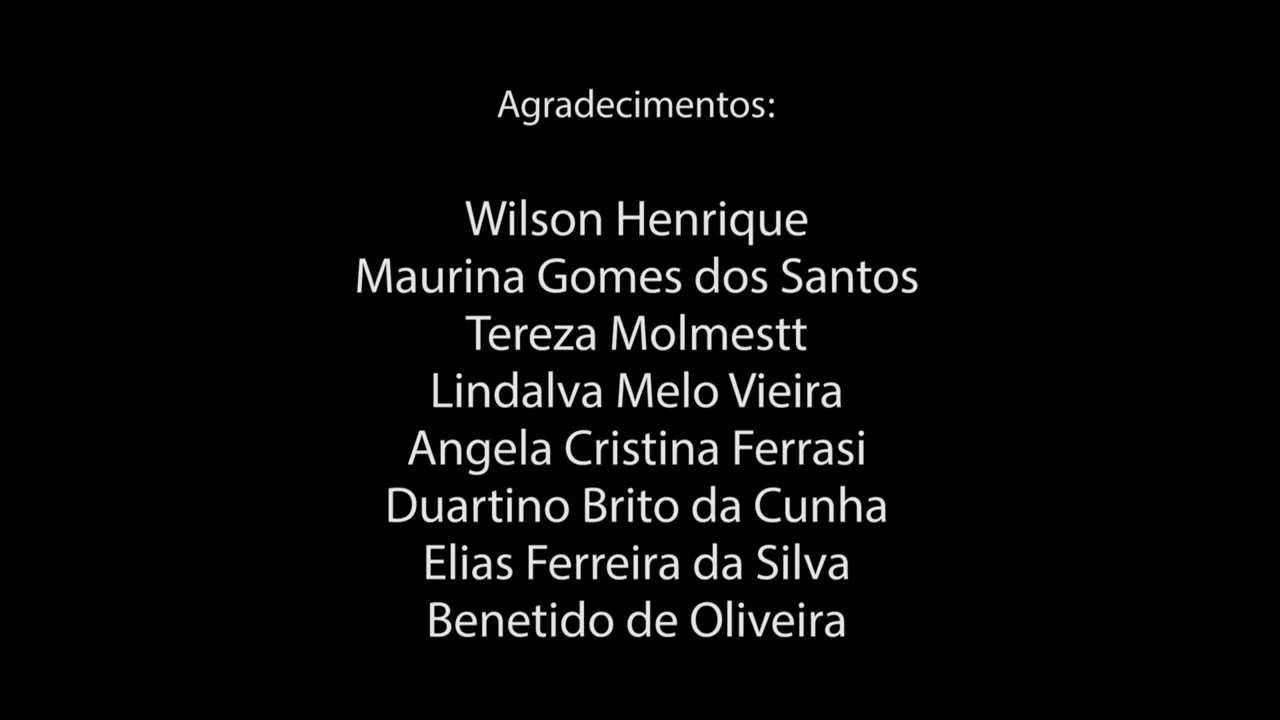 Agradecimentos:
Wilson Henrique
Maurina Gomes dos Santos
Tereza Molmestt
Lindalva Melo Vieira
Angela Cristina Ferrasi
Duartino Brito da Cunha
Elias Ferreira da Silva
Benetido de Oliveira